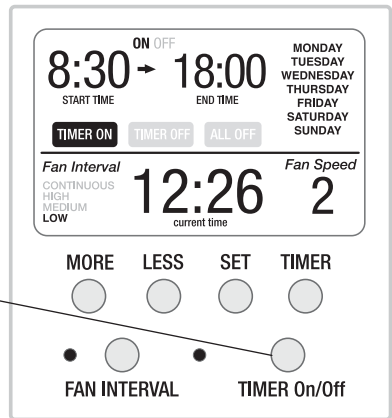 ON OFF
8:30 → 18:00
START TIME END TIME
MONDAY
TUESDAY
WEDNESDAY
THURSDAY
FRIDAY
SATURDAY
SUNDAY
TIMER ON TIMER OFF ALL OFF
Fan Interval
CONTINUOUS
HIGH
MEDIUM
LOW
12:26
current time
Fan Speed
2
MORE LESS SET TIMER
FAN INTERVAL TIMER On/Off